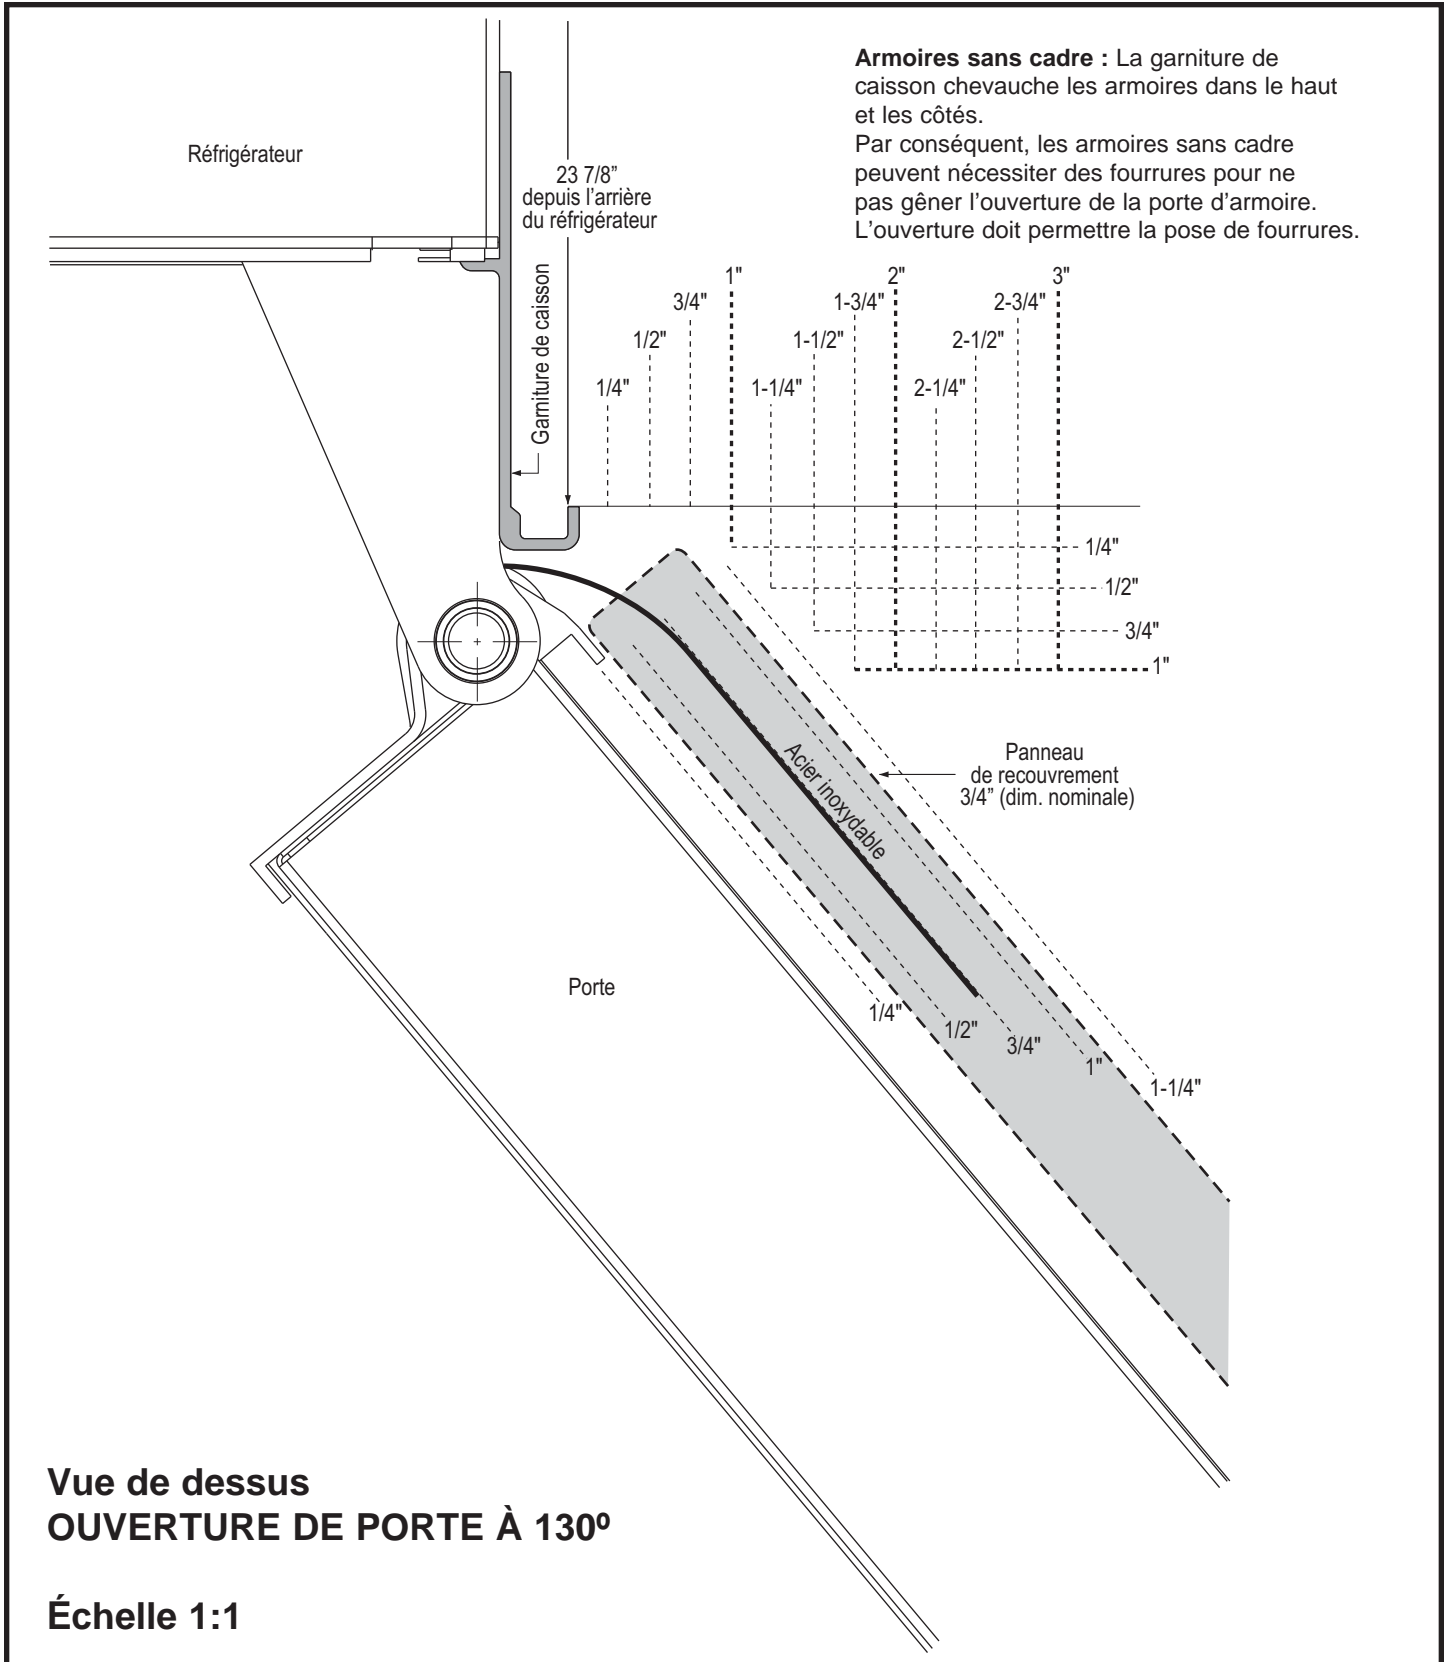 Armoires sans cadre : La garniture de
caisson chevauche les armoires dans le haut
et les côtés.
Par conséquent, les armoires sans cadre
peuvent nécessiter des fourrures pour ne
pas gêner l'ouverture de la porte d'armoire.
L'ouverture doit permettre la pose de fourrures.
Réfrigérateur
23 7/8”
depuis l'arrière
du réfrigérateur
Garniture de caisson
1/4"
1/2"
3/4"
1"
1-1/4"
1-1/2"
1-3/4"
2"
2-1/4"
2-1/2"
2-3/4"
3"
1/4"
1/2"
3/4"
1"
Panneau
de recouvrement
3/4” (dim. nominale)
Acier inoxydable
Porte
1/4"
1/2"
3/4"
1"
1-1/4"
Vue de dessus
OUVERTURE DE PORTE À 130º
Échelle 1:1